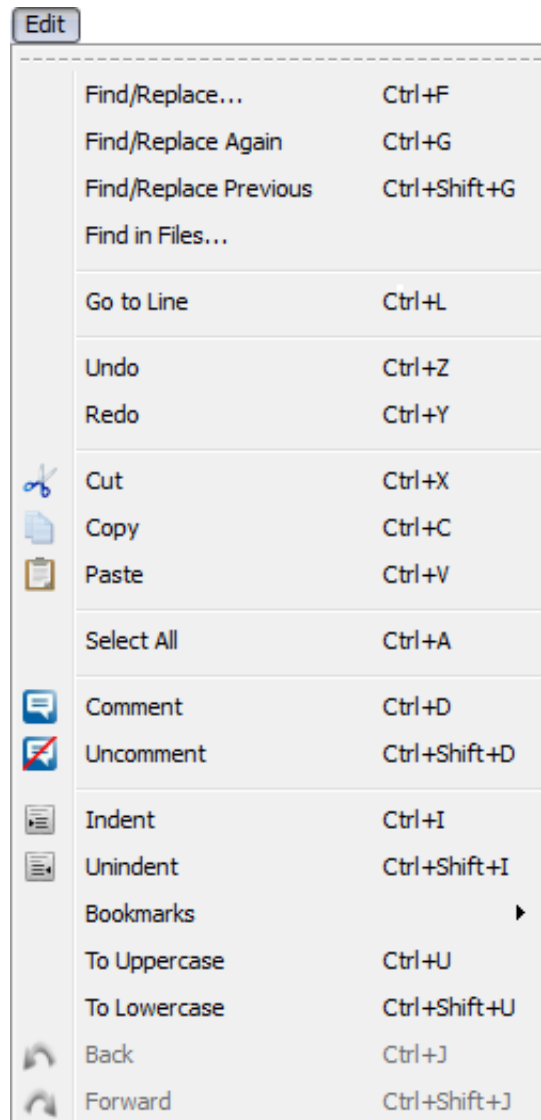 Edit
Find/Replace... Ctrl+F
Find/Replace Again Ctrl+G
Find/Replace Previous Ctrl+Shift+G
Find in Files...
Go to Line Ctrl+L
Undo Ctrl+Z
Redo Ctrl+Y
Cut Ctrl+X
Copy Ctrl+C
Paste Ctrl+V
Select All Ctrl+A
Comment Ctrl+D
Uncomment Ctrl+Shift+D
Indent Ctrl+I
Unindent Ctrl+Shift+I
Bookmarks
To Uppercase Ctrl+U
To Lowercase Ctrl+Shift+U
Back Ctrl+J
Forward Ctrl+Shift+J